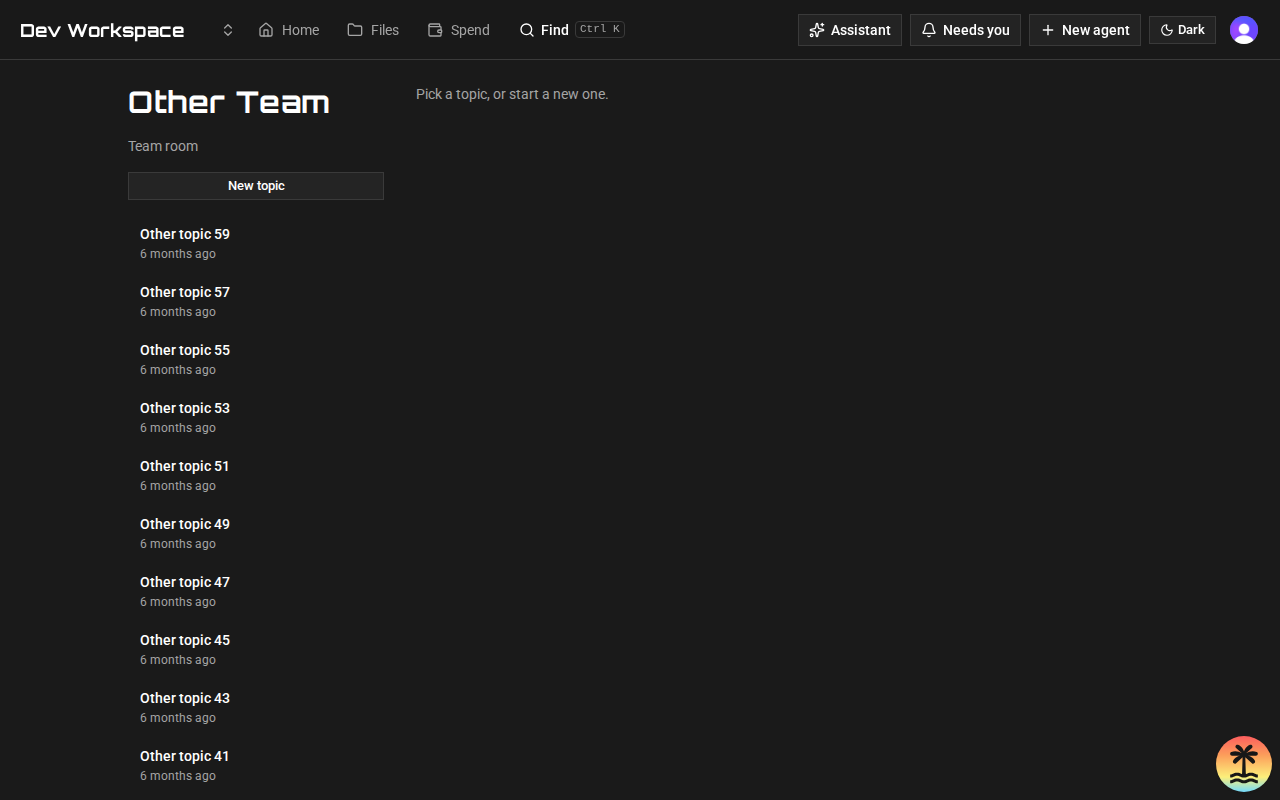 Dev Workspace
Home
Files
Spend
Find
Ctrl K
Assistant
Needs you
New agent
Dark
Other Team
Team room
New topic
Pick a topic, or start a new one.
Other topic 59
6 months ago
Other topic 57
6 months ago
Other topic 55
6 months ago
Other topic 53
6 months ago
Other topic 51
6 months ago
Other topic 49
6 months ago
Other topic 47
6 months ago
Other topic 45
6 months ago
Other topic 43
6 months ago
Other topic 41
6 months ago